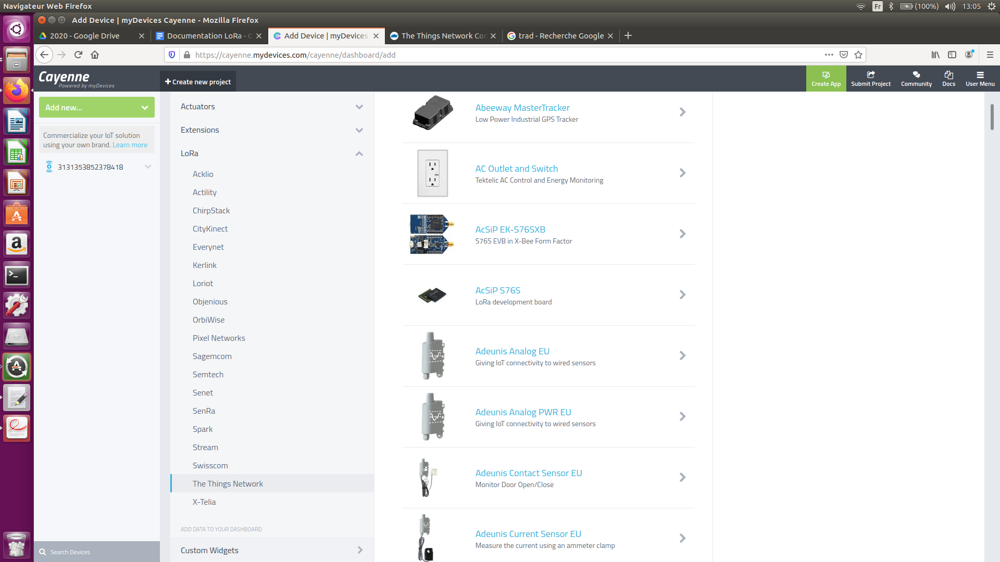 Navigateur Web Firefox
Fr
(100%)
13:05
Add Device | myDevices Cayenne - Mozilla Firefox
2020 - Google Drive
Documentation LoRa - G
Add Device | myDevices
The Things Network Con
trad - Recherche Google
https://cayenne.mydevices.com/cayenne/dashboard/add
Cayenne
Powered by myDevices
Create new project
Create App
Submit Project
Community
Docs
User Menu
Add new...
Commercialize your IoT solution
using your own brand. Learn more
3131353852378418
Search Devices
Actuators
Extensions
LoRa
Acklio
Actility
ChirpStack
CityKinect
Everynet
Kerlink
Loriot
Objenious
OrbiWise
Pixel Networks
Sagemcom
Semtech
Senet
SenRa
Spark
Stream
Swisscom
The Things Network
X-Telia
ADD DATA TO YOUR DASHBOARD
Custom Widgets
Abeeway MasterTracker
Low Power Industrial GPS Tracker
AC Outlet and Switch
Tektelic AC Control and Energy Monitoring
AcSiP EK-S76SXB
S76S EVB in X-Bee Form Factor
AcSiP S76S
LoRa development board
Adeunis Analog EU
Giving IoT connectivity to wired sensors
Adeunis Analog PWR EU
Giving IoT connectivity to wired sensors
Adeunis Contact Sensor EU
Monitor Door Open/Close
Adeunis Current Sensor EU
Measure the current using an ammeter clamp